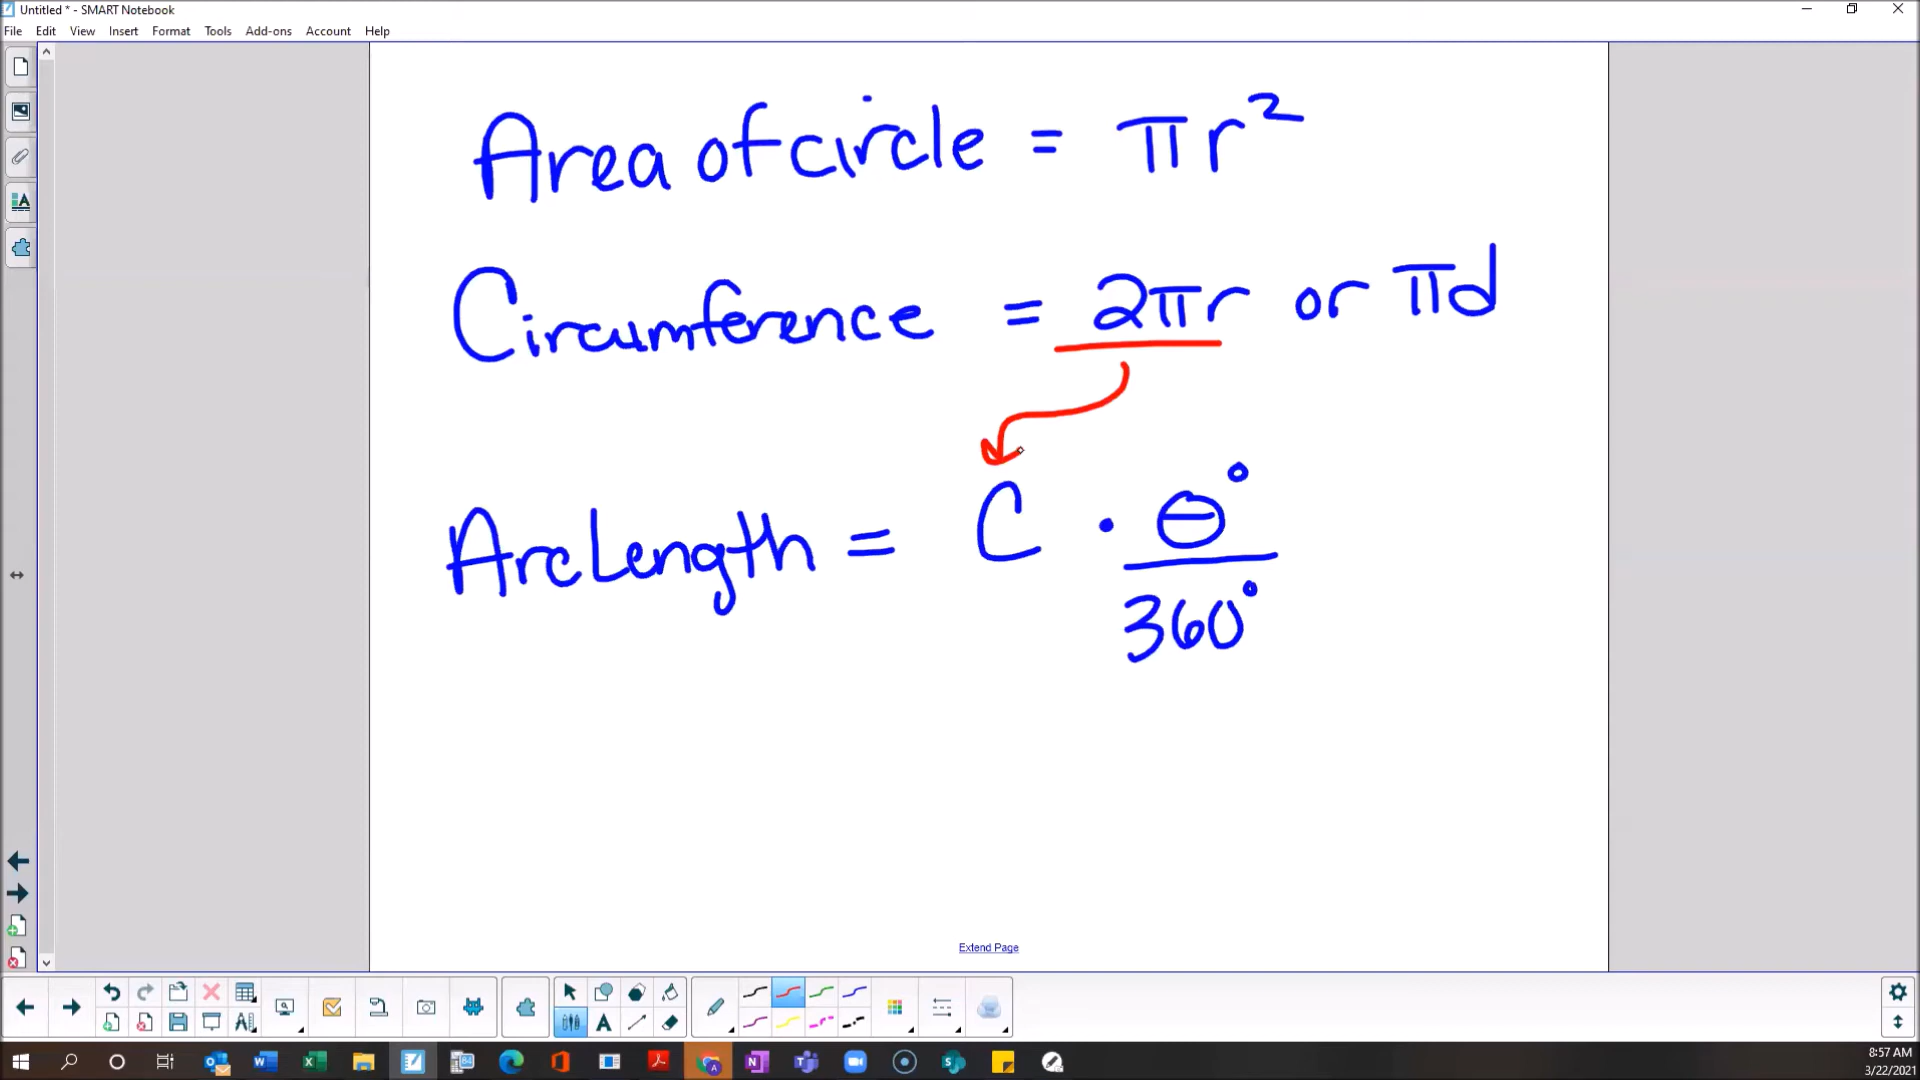 Untitled * - SMART Notebook
File Edit View Insert Format Tools Add-ons Account Help
Area of circle = πr²
Circumference = 2πr or πd
Arc Length = C · θ°
360°
Extend Page
8:57 AM
3/22/2021